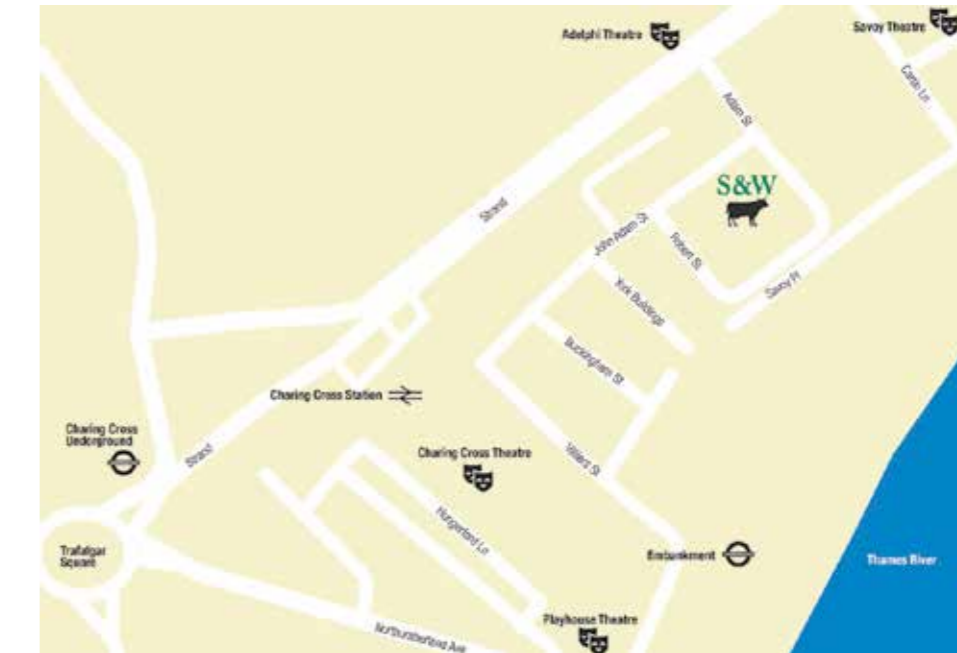 Adelphi Theatre
Savoy Theatre
Adam St
S&W
Strand
John Adam St
Robert St
Savoy Pl
York Buildings
Buckingham St
Charing Cross Station
Charing Cross
Underground
Strand
Charing Cross Theatre
Villiers St
Hungerford Ln
Trafalgar
Square
Embankment
Thames River
Playhouse Theatre
Northumberland Ave